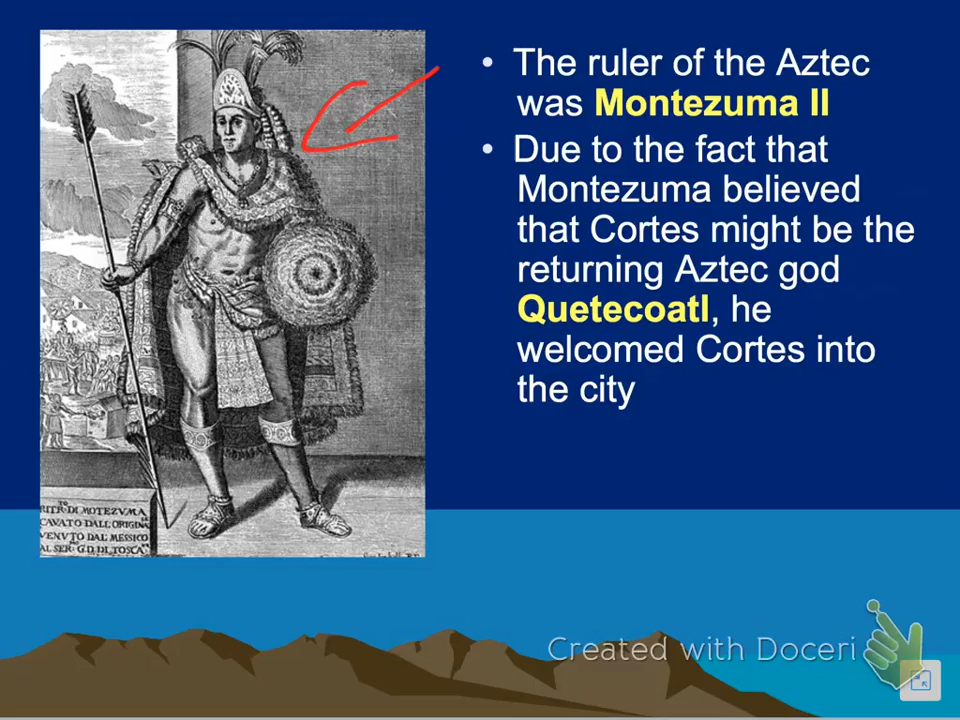 • The ruler of the Aztec
was Montezuma II
• Due to the fact that
Montezuma believed
that Cortes might be the
returning Aztec god
Quetecoatl, he
welcomed Cortes into
the city
RITR.TO DI MOTEZVMA
CAVATO DALL'ORIGINA
VENVTO DAL MESSICO
AL SER.MO G.D. DI TOSCA
Created with Doceri